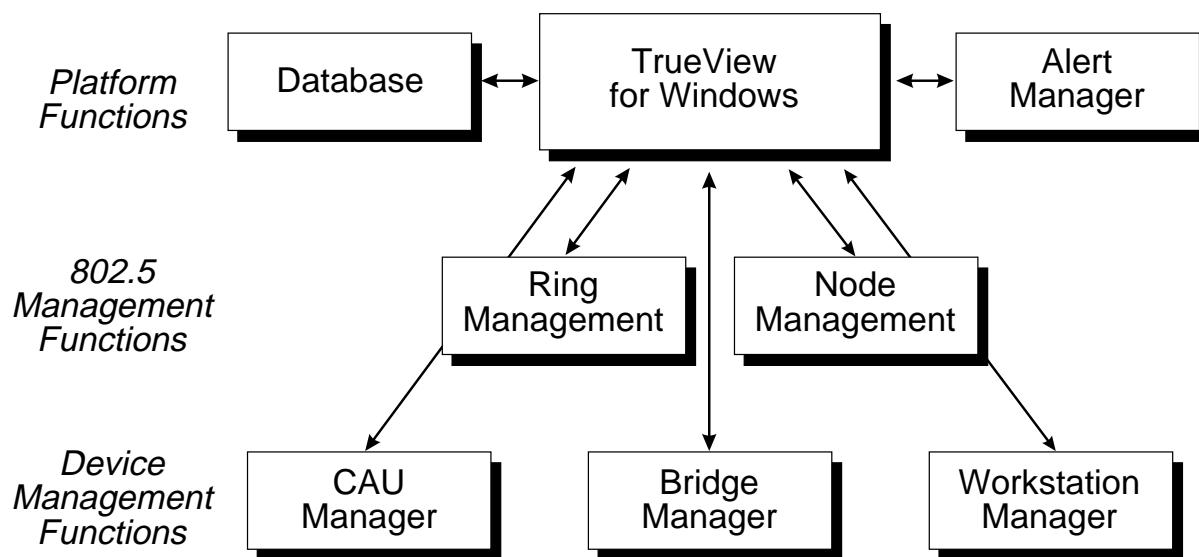 Platform
Functions
Database
TrueView
for Windows
Alert
Manager
802.5
Management
Functions
Ring
Management
Node
Management
Device
Management
Functions
CAU
Manager
Bridge
Manager
Workstation
Manager